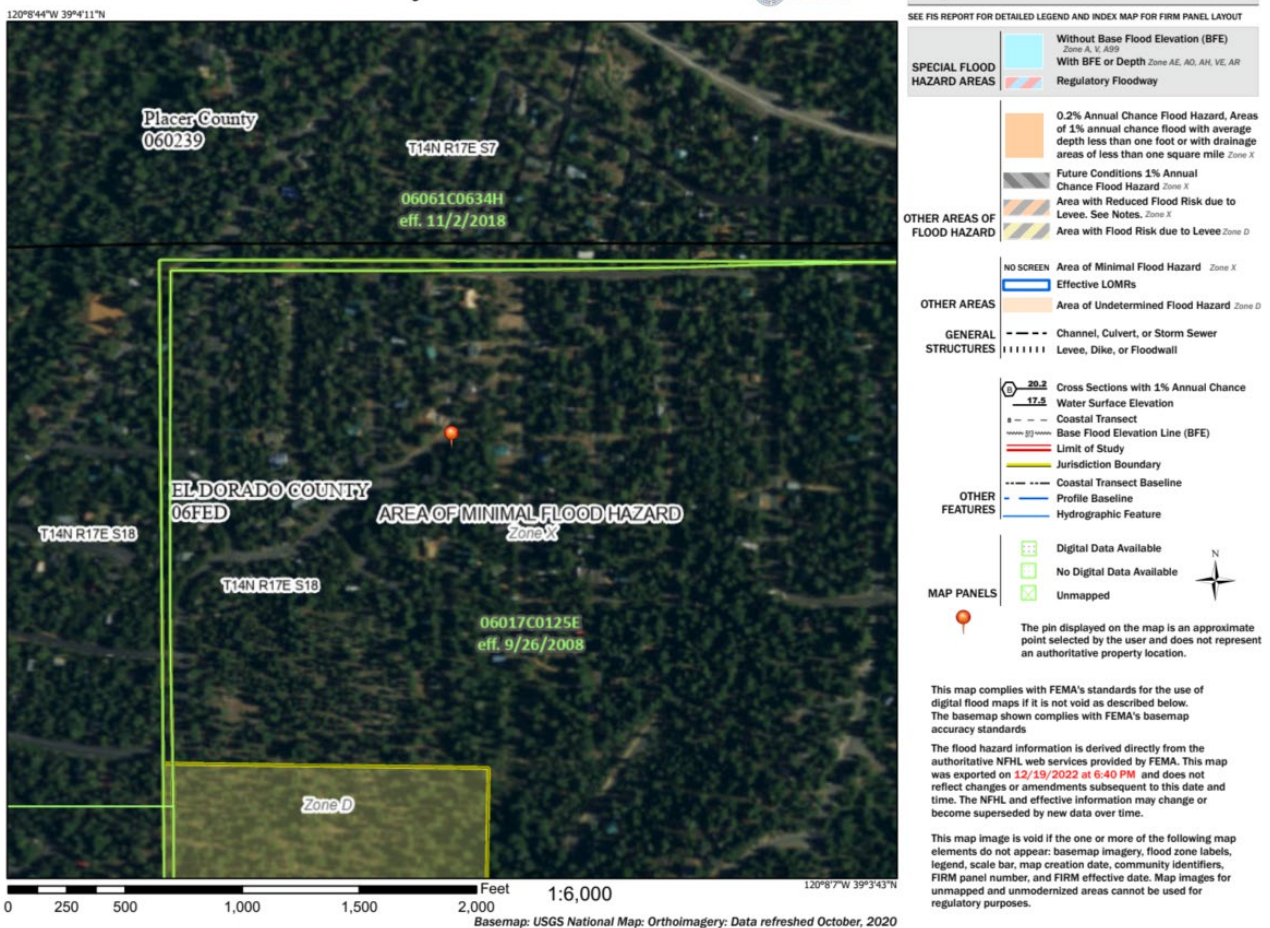 120°8'44"W 39°4'11"N
Placer County
060239
T14N R17E S7
06061C0634H
eff. 11/2/2018
EL DORADO COUNTY
06FED
AREA OF MINIMAL FLOOD HAZARD
Zone X
T14N R17E S18
T14N R17E S18
06017C0125E
eff. 9/26/2008
Zone D
Feet
1:6,000
120°8'7"W 39°3'43"N
0 250 500 1,000 1,500 2,000
Basemap: USGS National Map: Orthoimagery: Data refreshed October, 2020
SEE FIS REPORT FOR DETAILED LEGEND AND INDEX MAP FOR FIRM PANEL LAYOUT
SPECIAL FLOOD
HAZARD AREAS
Without Base Flood Elevation (BFE)
Zone A, V, A99
With BFE or Depth Zone AE, AO, AH, VE, AR
Regulatory Floodway
0.2% Annual Chance Flood Hazard, Areas
of 1% annual chance flood with average
depth less than one foot or with drainage
areas of less than one square mile Zone X
Future Conditions 1% Annual
Chance Flood Hazard Zone X
Area with Reduced Flood Risk due to
Levee. See Notes. Zone X
Area with Flood Risk due to Levee Zone D
OTHER AREAS OF
FLOOD HAZARD
NO SCREEN Area of Minimal Flood Hazard Zone X
Effective LOMRs
OTHER AREAS
Area of Undetermined Flood Hazard Zone D
GENERAL
STRUCTURES
Channel, Culvert, or Storm Sewer
Levee, Dike, or Floodwall
B 20.2 Cross Sections with 1% Annual Chance
17.5 Water Surface Elevation
8 Coastal Transect
513 Base Flood Elevation Line (BFE)
Limit of Study
Jurisdiction Boundary
Coastal Transect Baseline
OTHER
FEATURES
Profile Baseline
Hydrographic Feature
Digital Data Available
No Digital Data Available
Unmapped
MAP PANELS
N
The pin displayed on the map is an approximate
point selected by the user and does not represent
an authoritative property location.
This map complies with FEMA's standards for the use of
digital flood maps if it is not void as described below.
The basemap shown complies with FEMA's basemap
accuracy standards
The flood hazard information is derived directly from the
authoritative NFHL web services provided by FEMA. This map
was exported on 12/19/2022 at 6:40 PM and does not
reflect changes or amendments subsequent to this date and
time. The NFHL and effective information may change or
become superseded by new data over time.
This map image is void if the one or more of the following map
elements do not appear: basemap imagery, flood zone labels,
legend, scale bar, map creation date, community identifiers,
FIRM panel number, and FIRM effective date. Map images for
unmapped and unmodernized areas cannot be used for
regulatory purposes.